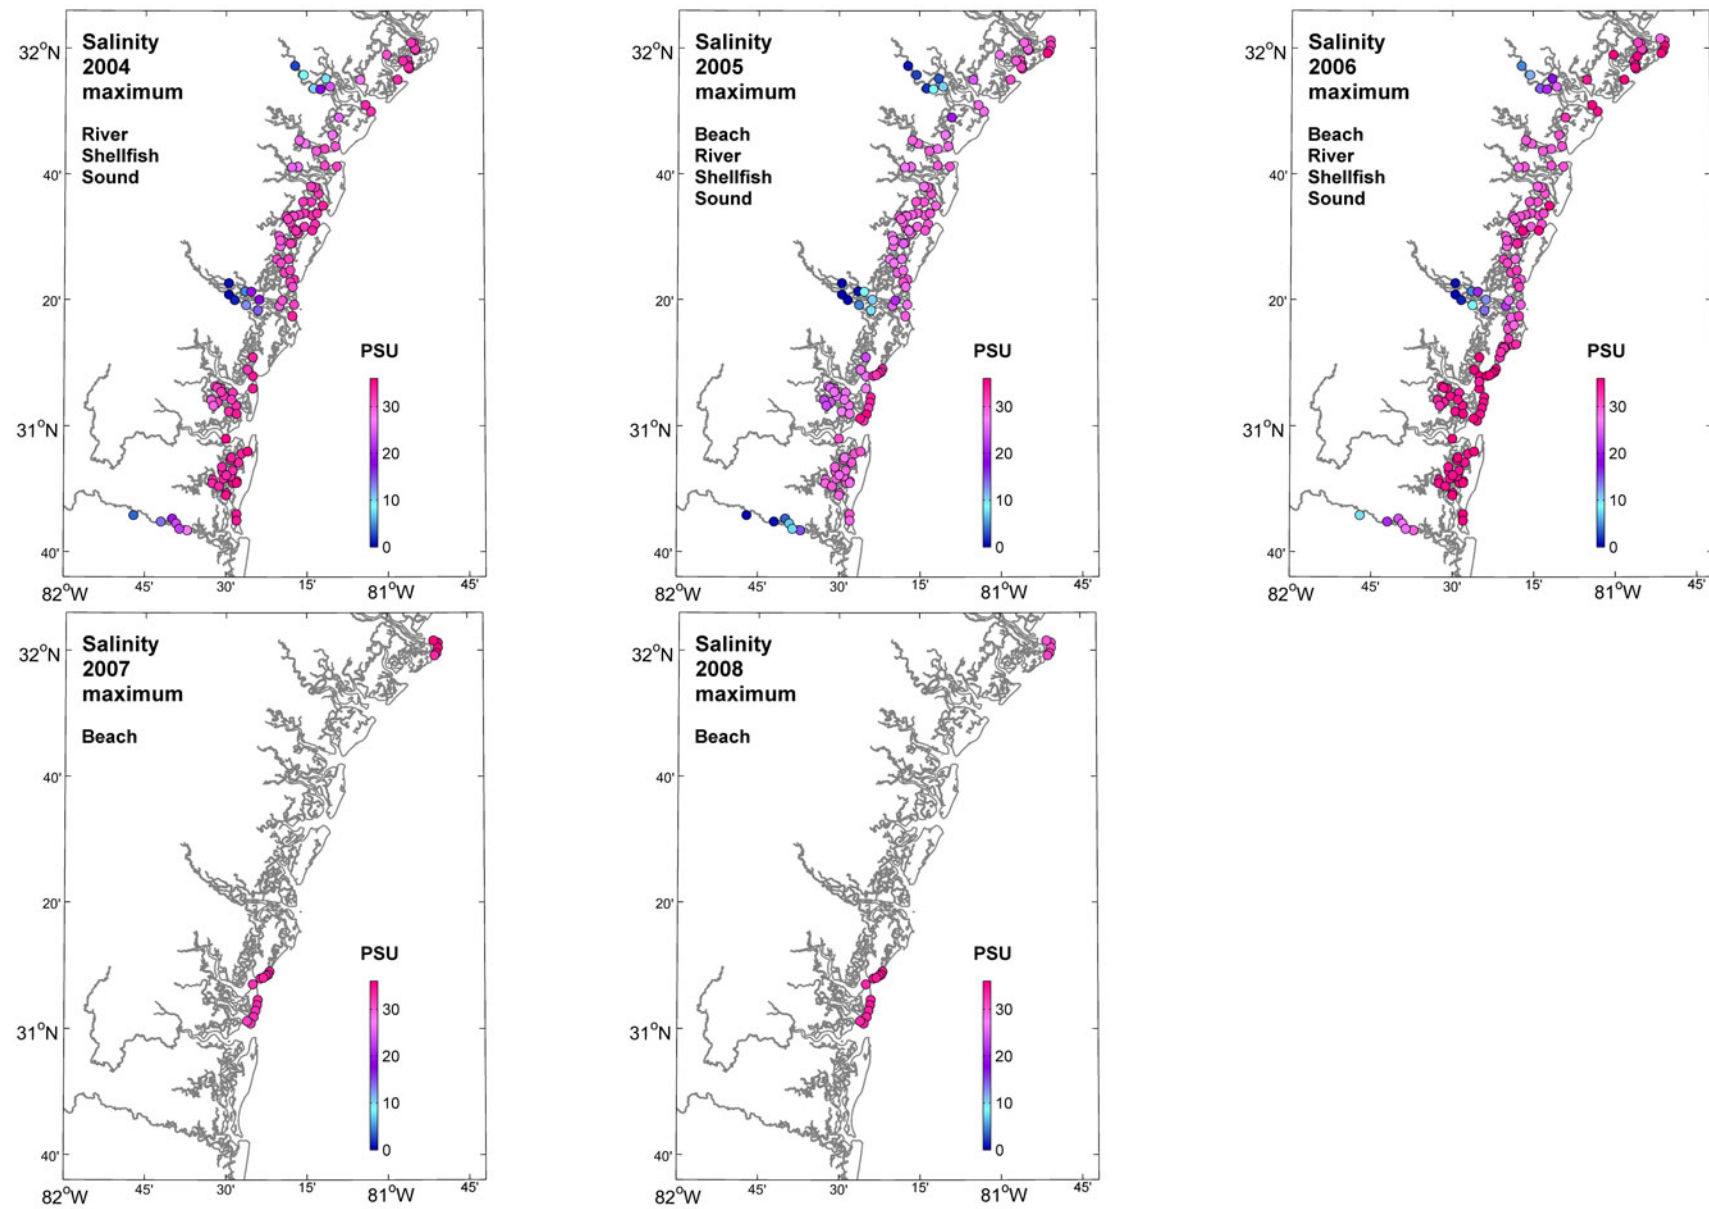 Salinity
2004
maximum
River
Shellfish
Sound
32°N
40'
20'
31°N
40'
82°W
45'
30'
15'
81°W
45'
PSU
30
20
10
0
Salinity
2005
maximum
Beach
River
Shellfish
Sound
32°N
40'
20'
31°N
40'
82°W
45'
30'
15'
81°W
45'
PSU
30
20
10
0
Salinity
2006
maximum
Beach
River
Shellfish
Sound
32°N
40'
20'
31°N
40'
82°W
45'
30'
15'
81°W
45'
PSU
30
20
10
0
Salinity
2007
maximum
Beach
32°N
40'
20'
31°N
40'
82°W
45'
30'
15'
81°W
45'
PSU
30
20
10
0
Salinity
2008
maximum
Beach
32°N
40'
20'
31°N
40'
82°W
45'
30'
15'
81°W
45'
PSU
30
20
10
0